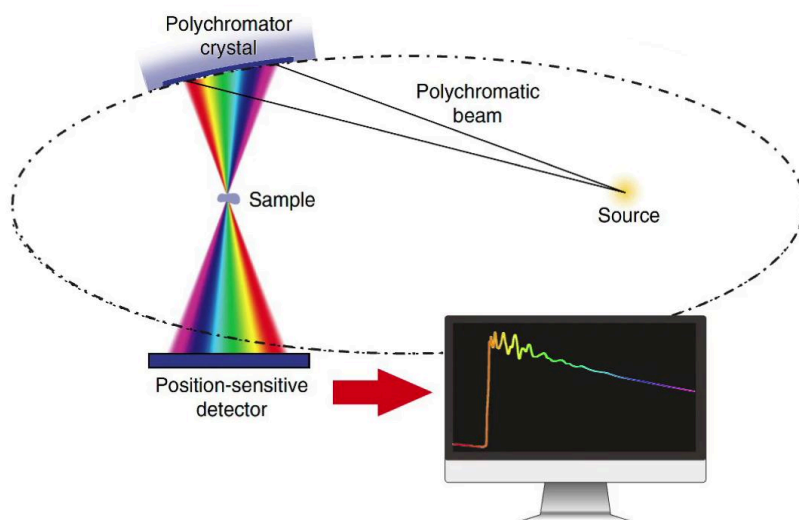 Polychromator
crystal
Polychromatic
beam
Sample
Source
Position-sensitive
detector